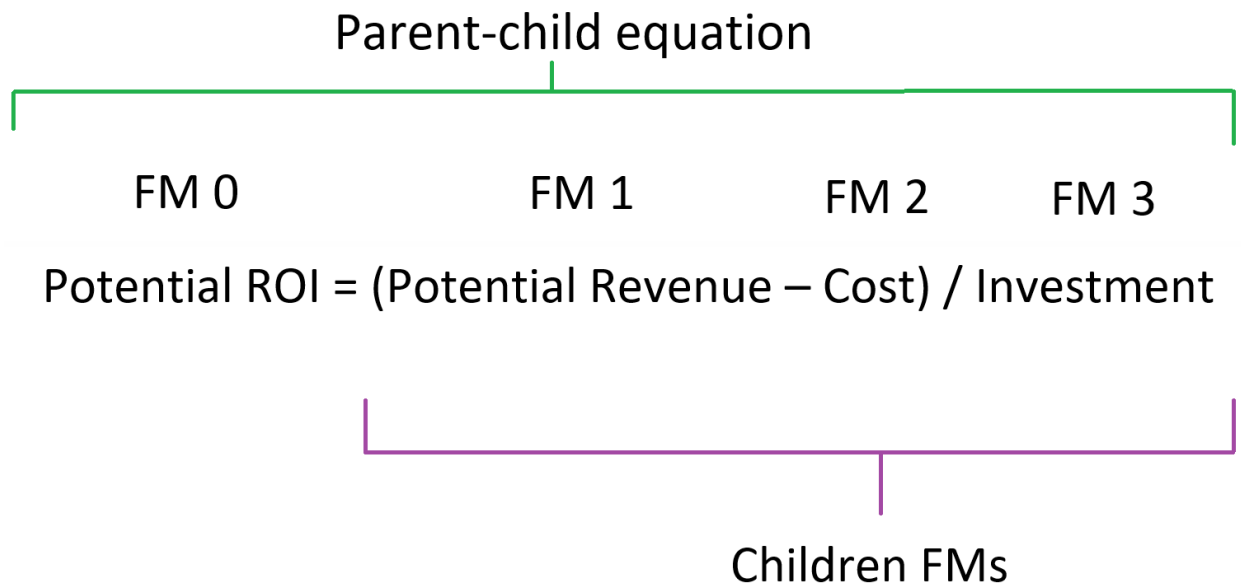 Parent-child equation
FM 0 FM 1 FM 2 FM 3
Potential ROI = (Potential Revenue – Cost) / Investment
Children FMs